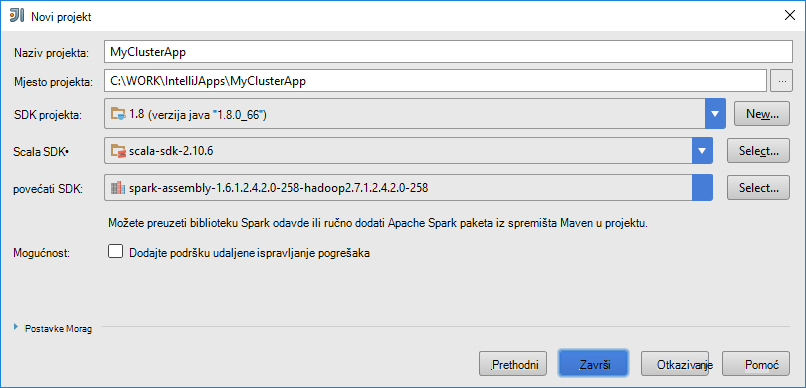 Novi projekt
Naziv projekta: MyClusterApp
Mjesto projekta: C:\WORK\IntelliJApps\MyClusterApp ...
SDK projekta: 1.8 (verzija java "1.8.0_66") New...
Scala SDK• scala-sdk-2.10.6 Select...
povećati SDK: spark-assembly-1.6.1.2.4.2.0-258-hadoop2.7.1.2.4.2.0-258 Select...
Možete preuzeti biblioteku Spark odavde ili ručno dodati Apache Spark paketa iz spremišta Maven u projektu.
Mogućnost: Dodajte podršku udaljene ispravljanje pogrešaka
Postavke Morag
Prethodni Završi Otkazivanje Pomoć